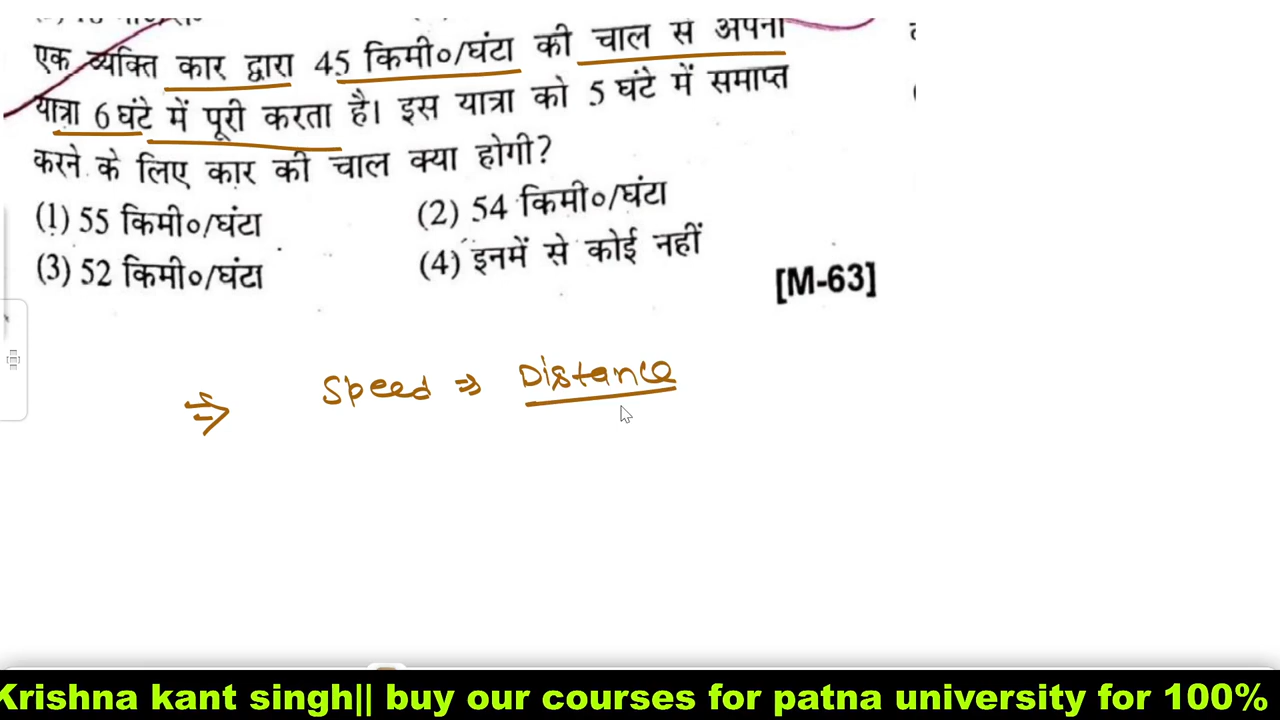 एक व्यक्ति कार द्वारा 45 किमी०/घंटा की चाल से अपनी
यात्रा 6 घंटे में पूरी करता है। इस यात्रा को 5 घंटे में समाप्त
करने के लिए कार की चाल क्या होगी?
(1) 55 किमी०/घंटा
(2) 54 किमी०/घंटा
(3) 52 किमी०/घंटा
(4) इनमें से कोई नहीं
[M-63]
⇒ Speed ⇒ Distance
Krishna kant singh|| buy our courses for patna university for 100%